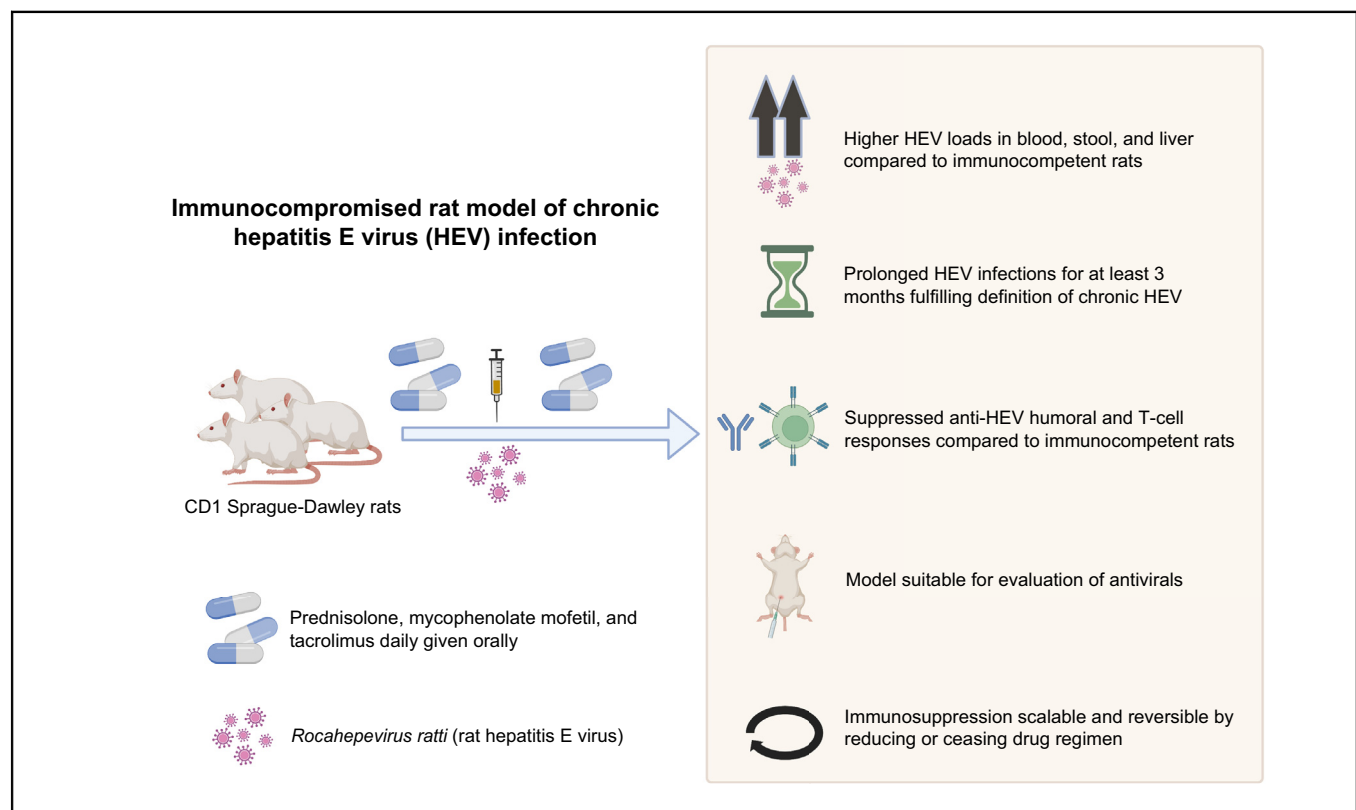 Immunocompromised rat model of chronic
hepatitis E virus (HEV) infection
CD1 Sprague-Dawley rats
Prednisolone, mycophenolate mofetil, and
tacrolimus daily given orally
Rocahepevirus ratti (rat hepatitis E virus)
Higher HEV loads in blood, stool, and liver
compared to immunocompetent rats
Prolonged HEV infections for at least 3
months fulfilling definition of chronic HEV
Suppressed anti-HEV humoral and T-cell
responses compared to immunocompetent rats
Model suitable for evaluation of antivirals
Immunosuppression scalable and reversible by
reducing or ceasing drug regimen